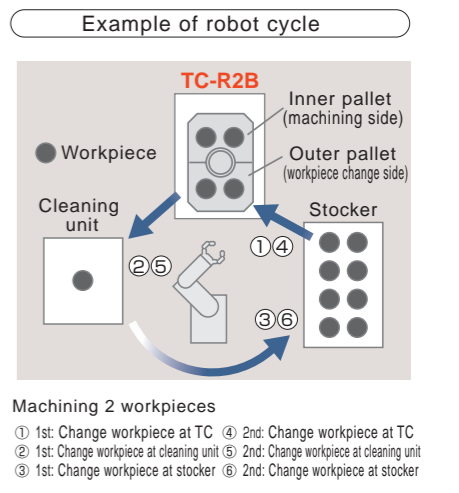 Example of robot cycle
TC-R2B
Inner pallet
(machining side)
Workpiece
Outer pallet
(workpiece change side)
Cleaning
unit
Stocker
①④
②⑤
③⑥
Machining 2 workpieces
① 1st: Change workpiece at TC ④ 2nd: Change workpiece at TC
② 1st: Change workpiece at cleaning unit ⑤ 2nd: Change workpiece at cleaning unit
③ 1st: Change workpiece at stocker ⑥ 2nd: Change workpiece at stocker